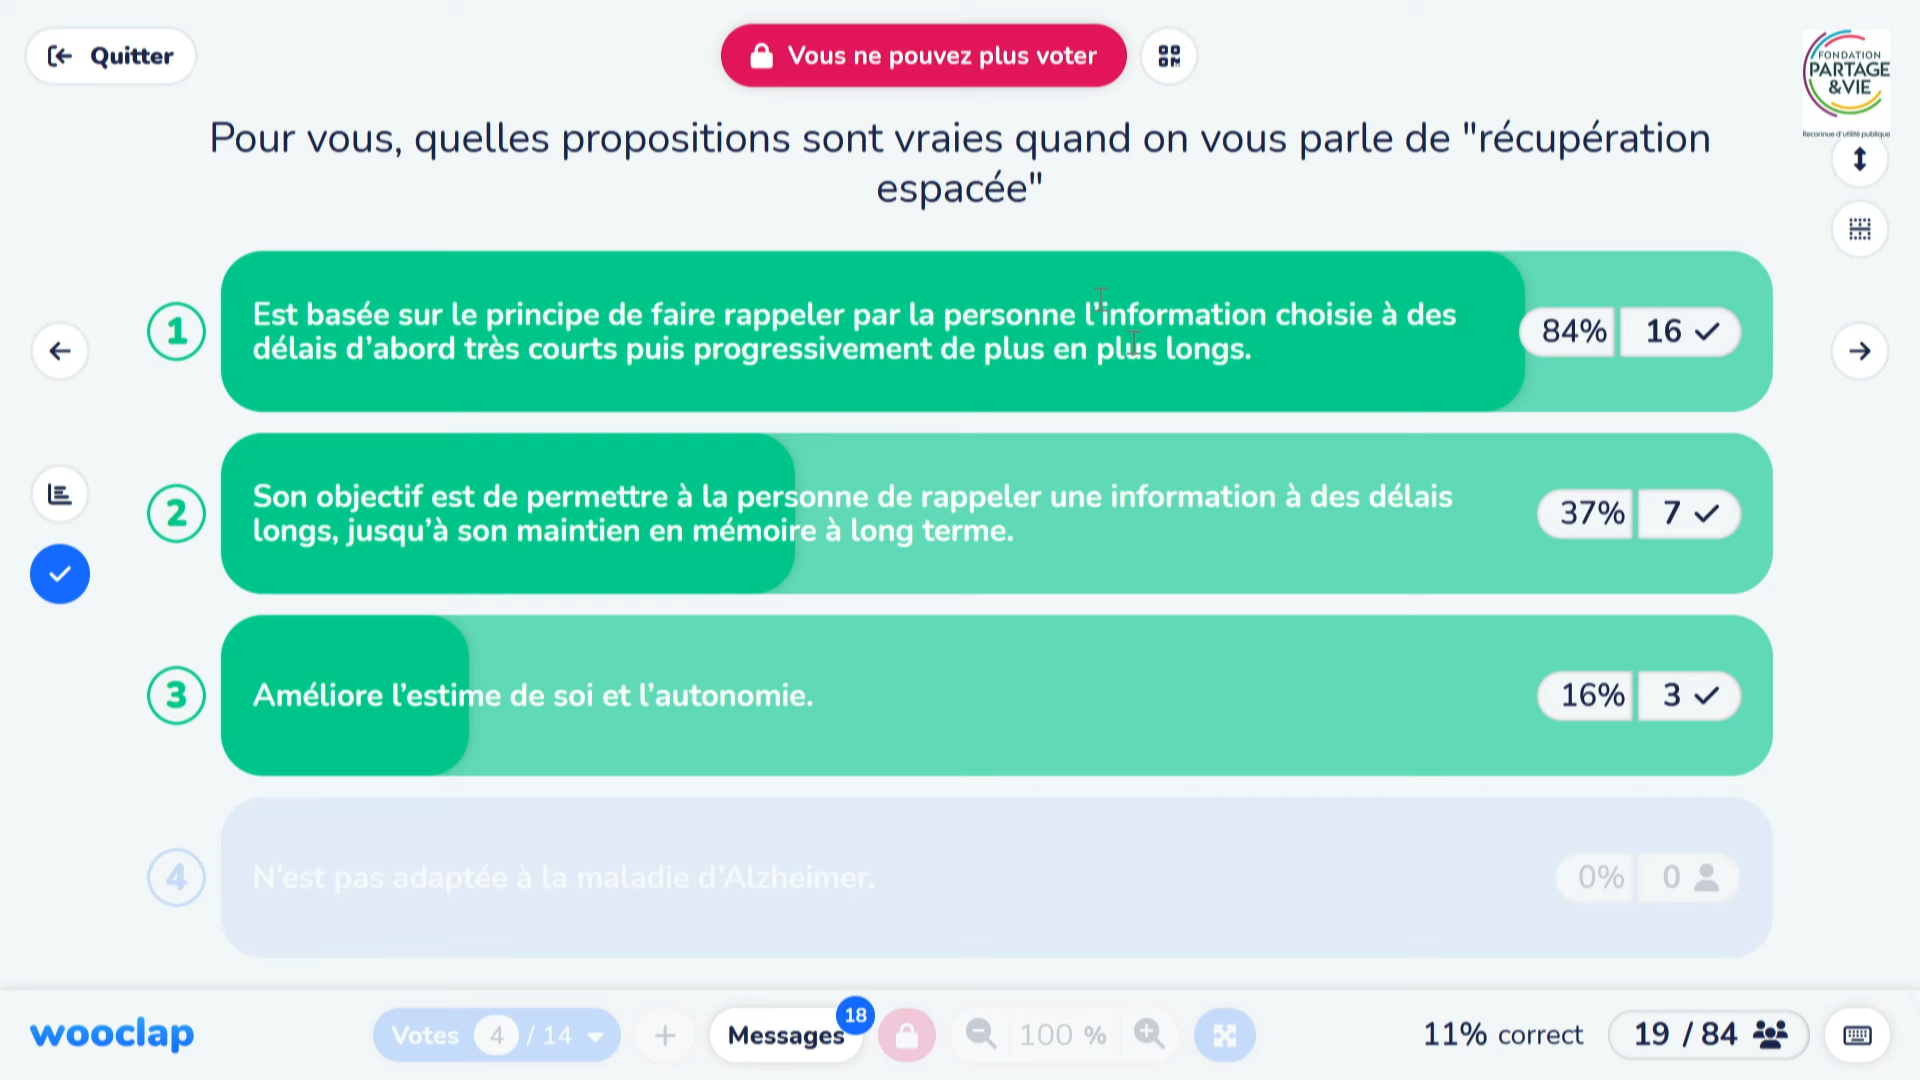 Quitter
Vous ne pouvez plus voter
FONDATION
PARTAGE
&VIE
Reconnue d'utilité publique
Pour vous, quelles propositions sont vraies quand on vous parle de "récupération
espacée"
1
Est basée sur le principe de faire rappeler par la personne l’information choisie à des
délais d’abord très courts puis progressivement de plus en plus longs.
84% 16
2
Son objectif est de permettre à la personne de rappeler une information à des délais
longs, jusqu’à son maintien en mémoire à long terme.
37% 7
3
Améliore l’estime de soi et l’autonomie.
16% 3
4
N’est pas adaptée à la maladie d’Alzheimer.
0% 0
wooclap
Votes 4 / 14
Messages 18
100 %
11% correct
19 / 84